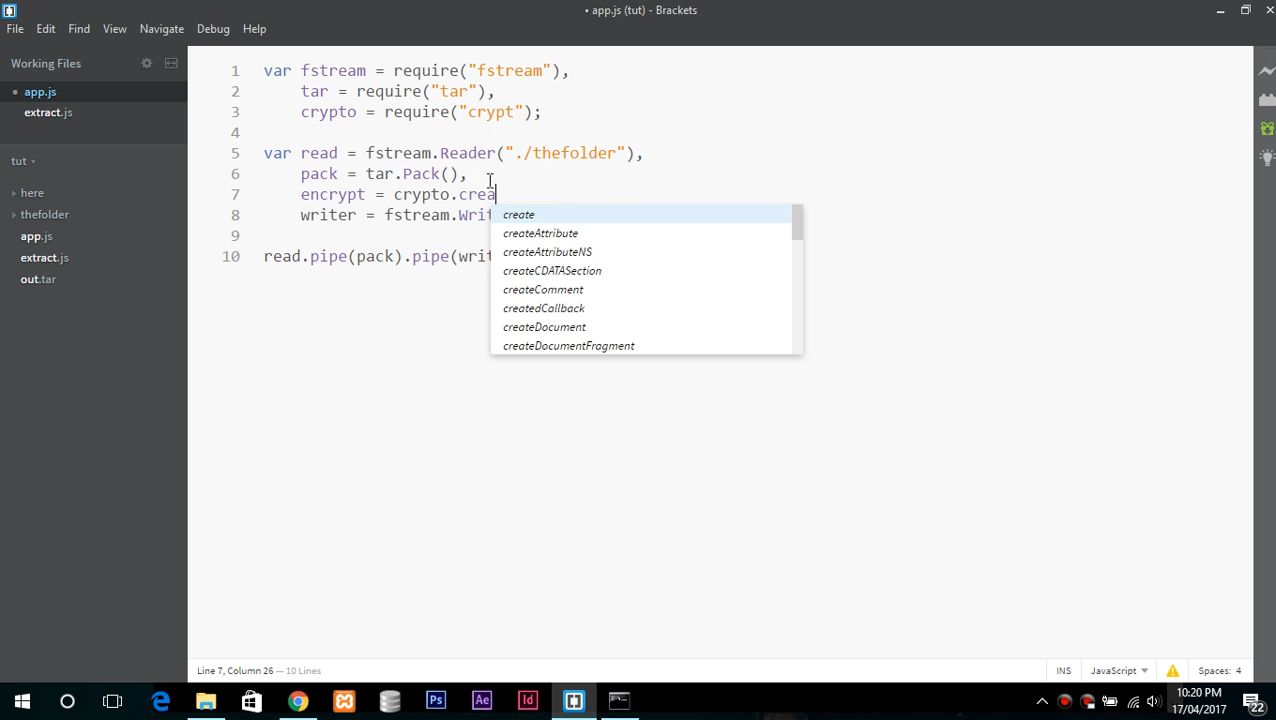 • app.js (tut) - Brackets
File Edit Find View Navigate Debug Help
Working Files
• app.js
extract.js
tut
here
thefolder
app.js
extract.js
out.tar
1 var fstream = require("fstream"),
2 tar = require("tar"),
3 crypto = require("crypt");
4
5 var read = fstream.Reader("./thefolder"),
6 pack = tar.Pack(),
7 encrypt = crypto.crea
8 writer = fstream.Writ
9
10 read.pipe(pack).pipe(writ
create
createAttribute
createAttributeNS
createCDATASection
createComment
createdCallback
createDocument
createDocumentFragment
Line 7, Column 26 — 10 Lines
INS JavaScript Spaces: 4
Ps Ae Id
10:20 PM
17/04/2017
22